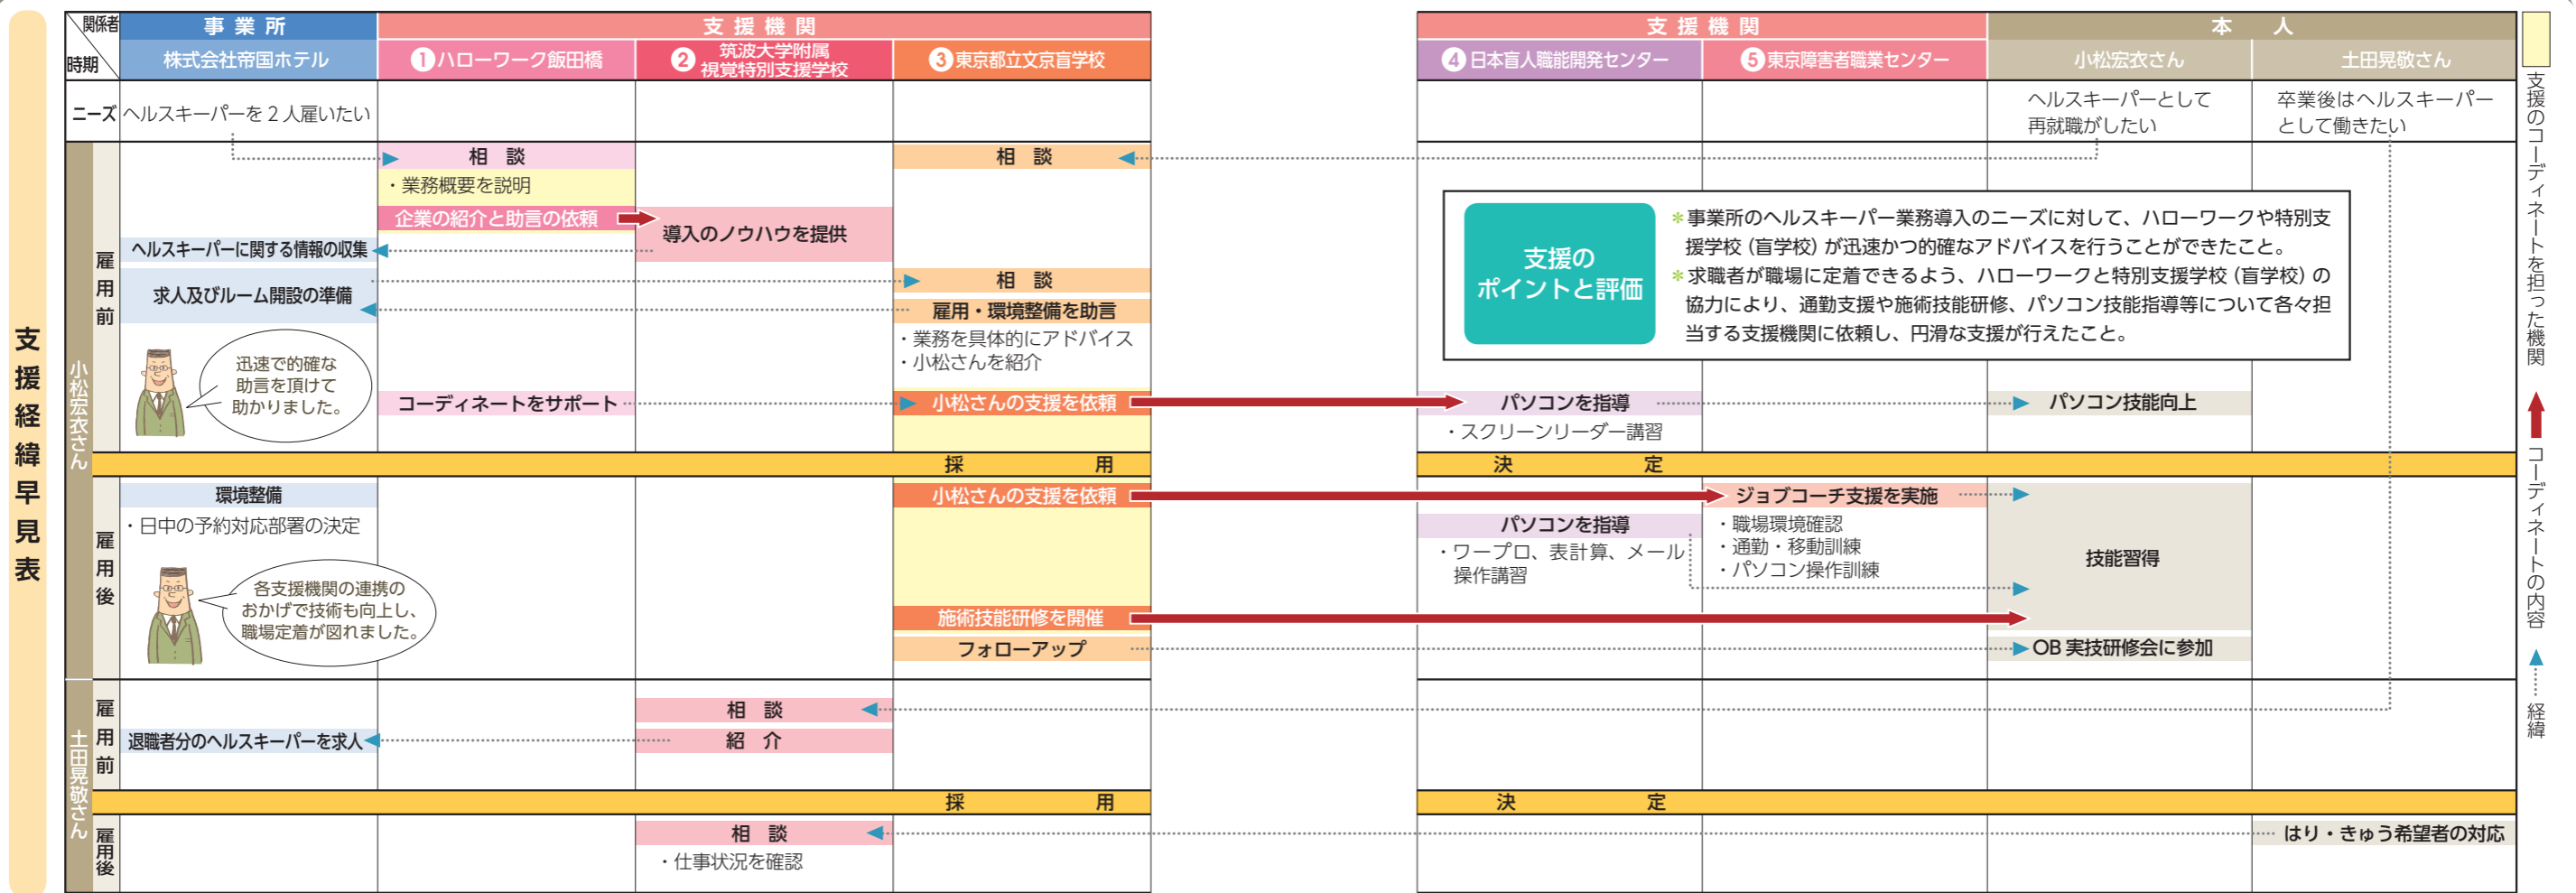 支援経緯早見表
関係者
時期
事業所
支援機関
支援機関
本人
株式会社帝国ホテル
①ハローワーク飯田橋
②筑波大学附属
視覚特別支援学校
③東京都立文京盲学校
④日本盲人職能開発センター
⑤東京障害者職業センター
小松宏衣さん
土田晃敬さん
ニーズ
ヘルスキーパーを2人雇いたい
ヘルスキーパーとして
再就職がしたい
卒業後はヘルスキーパー
として働きたい
小松宏衣さん
雇用前
相談
相談
・業務概要を説明
企業の紹介と助言の依頼
導入のノウハウを提供
ヘルスキーパーに関する情報の収集
求人及びルーム開設の準備
相談
雇用・環境整備を助言
・業務を具体的にアドバイス
・小松さんを紹介
迅速で的確な
助言を頂けて
助かりました。
支援の
ポイントと評価
＊事業所のヘルスキーパー業務導入のニーズに対して、ハローワークや特別支
援学校（盲学校）が迅速かつ的確なアドバイスを行うことができたこと。
＊求職者が職場に定着できるよう、ハローワークと特別支援学校（盲学校）の
協力により、通勤支援や施術技能研修、パソコン技能指導等について各々担
当する支援機関に依頼し、円滑な支援が行えたこと。
コーディネートをサポート
小松さんの支援を依頼
パソコンを指導
パソコン技能向上
・スクリーンリーダー講習
採用
決定
雇用後
環境整備
・日中の予約対応部署の決定
小松さんの支援を依頼
ジョブコーチ支援を実施
パソコンを指導
・職場環境確認
・通勤・移動訓練
・パソコン操作訓練
・ワープロ、表計算、メール
操作講習
技能習得
各支援機関の連携の
おかげで技術も向上し、
職場定着が図れました。
施術技能研修を開催
フォローアップ
OB実技研修会に参加
土田晃敬さん
雇用前
相談
退職者分のヘルスキーパーを求人
紹介
採用
決定
雇用後
相談
・仕事状況を確認
はり・きゅう希望者の対応
支援のコーディネートを担った機関
コーディネートの内容
経緯